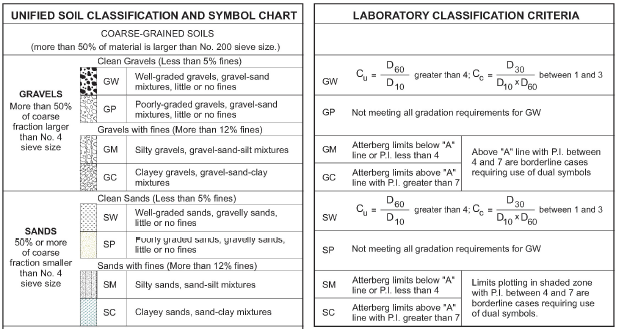 UNIFIED SOIL CLASSIFICATION AND SYMBOL CHART
COARSE-GRAINED SOILS
(more than 50% of material is larger than No. 200 sieve size.)
Clean Gravels (Less than 5% fines)
GRAVELS
More than 50%
of coarse
fraction larger
than No. 4
sieve size
GW
Well-graded gravels, gravel-sand
mixtures, little or no fines
GP
Poorly-graded gravels, gravel-sand
mixtures, little or no fines
Gravels with fines (More than 12% fines)
GM
Silty gravels, gravel-sand-silt mixtures
GC
Clayey gravels, gravel-sand-clay
mixtures
Clean Sands (Less than 5% fines)
SANDS
50% or more
of coarse
fraction smaller
than No. 4
sieve size
SW
Well-graded sands, gravelly sands,
little or no fines
SP
Poorly graded sands, gravelly sands,
little or no fines
Sands with fines (More than 12% fines)
SM
Silty sands, sand-silt mixtures
SC
Clayey sands, sand-clay mixtures
LABORATORY CLASSIFICATION CRITERIA
GW
Cu = D60 / D10 greater than 4; Cc = D30 / D10 x D60 between 1 and 3
GP
Not meeting all gradation requirements for GW
GM
Atterberg limits below "A"
line or P.I. less than 4
GC
Atterberg limits above "A"
line with P.I. greater than 7
Above "A" line with P.I. between
4 and 7 are borderline cases
requiring use of dual symbols
SW
Cu = D60 / D10 greater than 4; Cc = D30 / D10 x D60 between 1 and 3
SP
Not meeting all gradation requirements for GW
SM
Atterberg limits below "A"
line or P.I. less than 4
SC
Atterberg limits above "A"
line with P.I. greater than 7
Limits plotting in shaded zone
with P.I. between 4 and 7 are
borderline cases requiring use
of dual symbols.